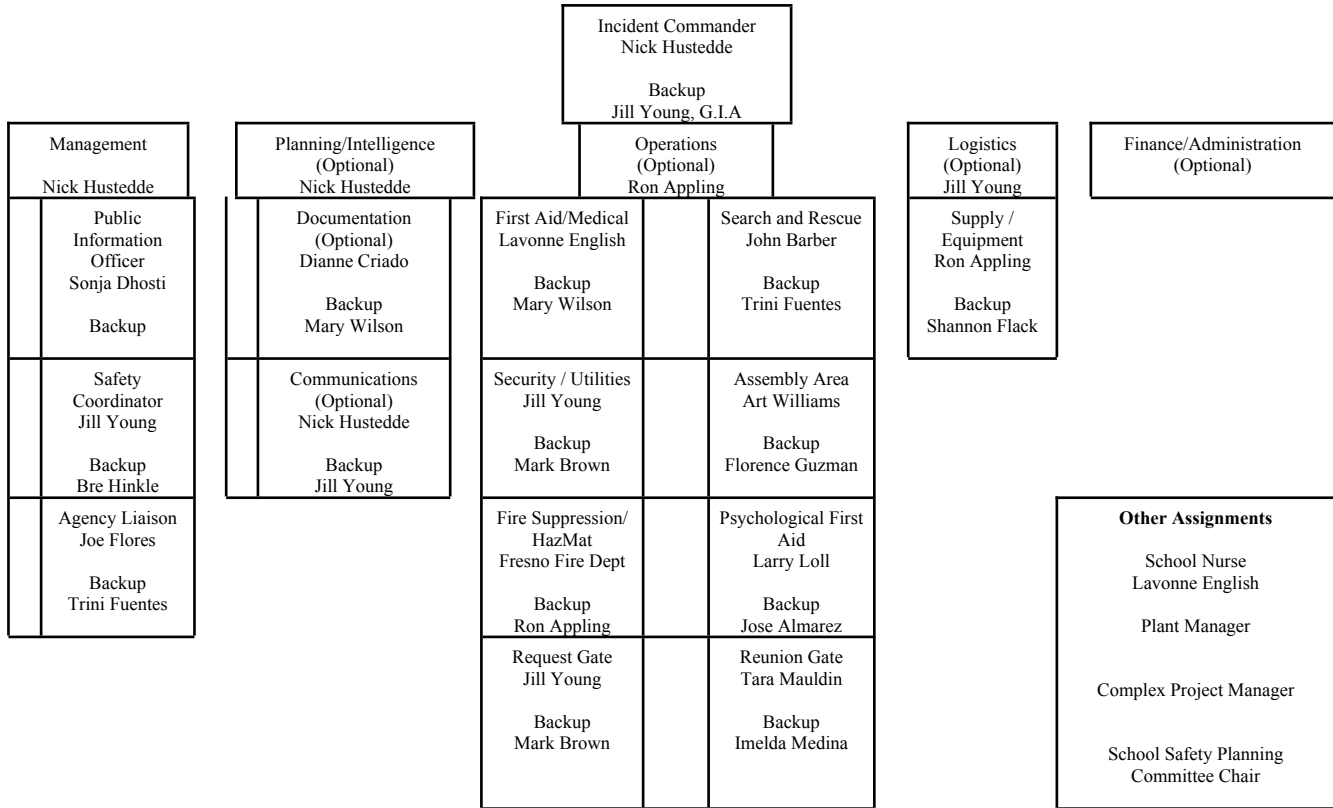 Incident Commander
Nick Hustedde
Backup
Jill Young, G.I.A
Management
Nick Hustedde
Planning/Intelligence
(Optional)
Nick Hustedde
Operations
(Optional)
Ron Appling
Logistics
(Optional)
Jill Young
Finance/Administration
(Optional)
Public
Information
Officer
Sonja Dhosti
Backup
Documentation
(Optional)
Dianne Criado
Backup
Mary Wilson
First Aid/Medical
Lavonne English
Backup
Mary Wilson
Search and Rescue
John Barber
Backup
Trini Fuentes
Supply /
Equipment
Ron Appling
Backup
Shannon Flack
Safety
Coordinator
Jill Young
Backup
Bre Hinkle
Communications
(Optional)
Nick Hustedde
Backup
Jill Young
Security / Utilities
Jill Young
Backup
Mark Brown
Assembly Area
Art Williams
Backup
Florence Guzman
Agency Liaison
Joe Flores
Backup
Trini Fuentes
Fire Suppression/
HazMat
Fresno Fire Dept
Backup
Ron Appling
Psychological First
Aid
Larry Loll
Backup
Jose Almarez
Request Gate
Jill Young
Backup
Mark Brown
Reunion Gate
Tara Mauldin
Backup
Imelda Medina
Other Assignments
School Nurse
Lavonne English
Plant Manager
Complex Project Manager
School Safety Planning
Committee Chair